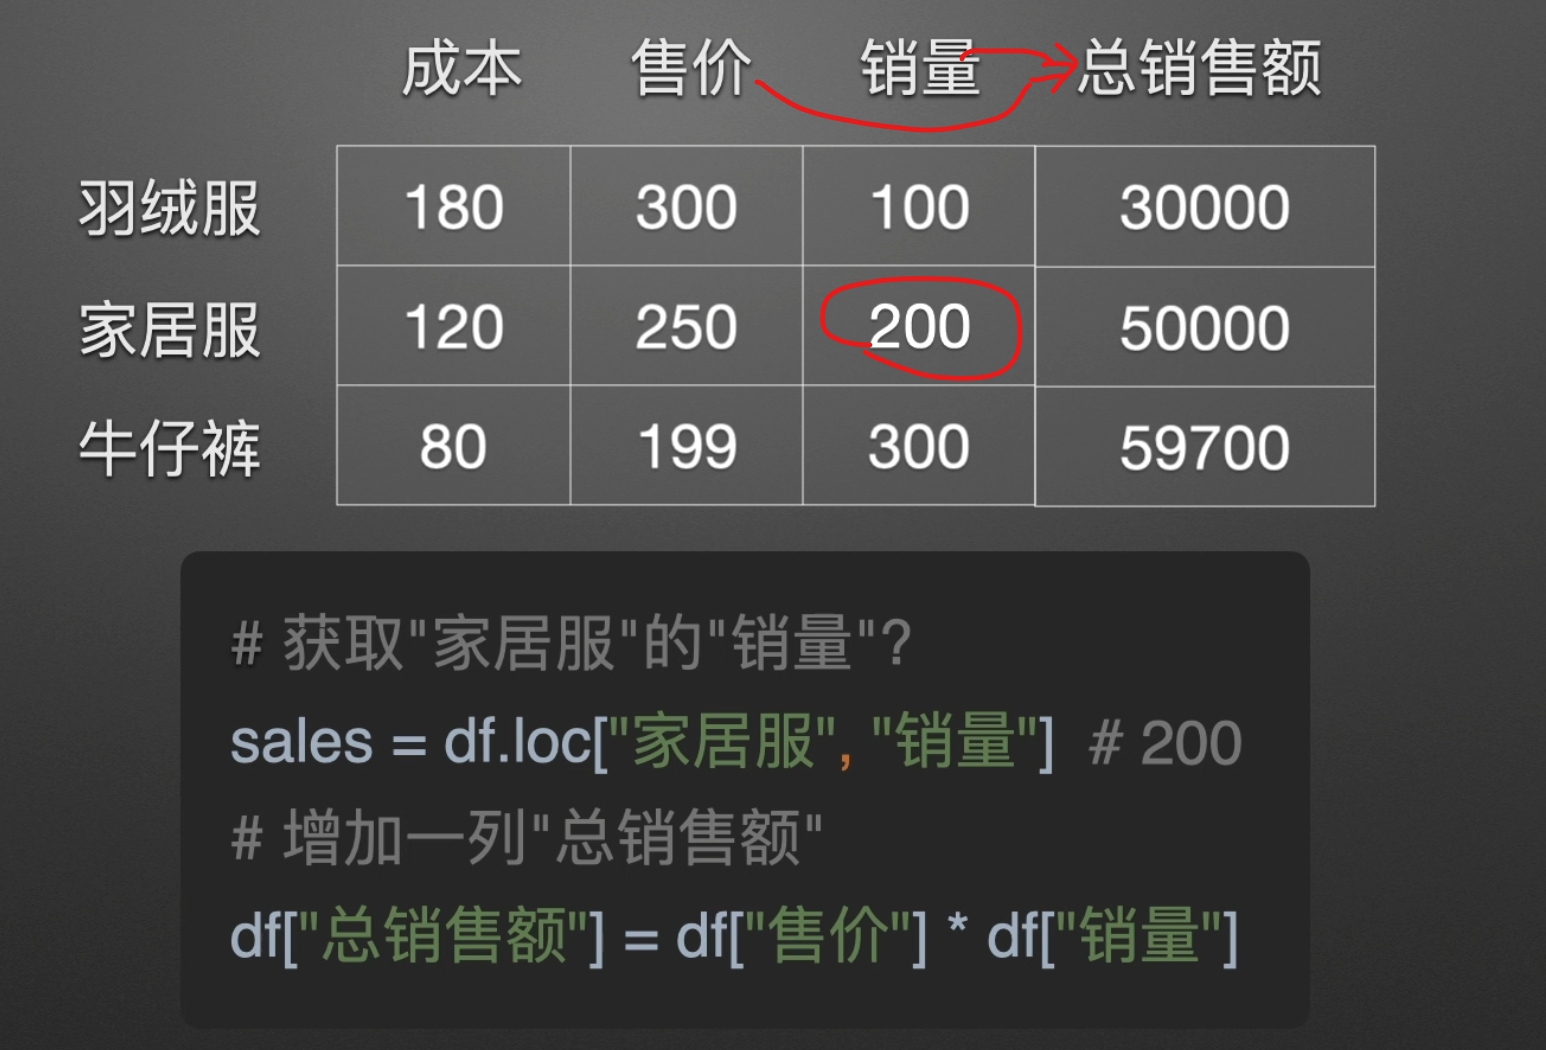 成本 售价 销量 总销售额
羽绒服 180 300 100 30000
家居服 120 250 200 50000
牛仔裤 80 199 300 59700
# 获取"家居服"的"销量"?
sales = df.loc["家居服", "销量"] # 200
# 增加一列"总销售额"
df["总销售额"] = df["售价"] * df["销量"]